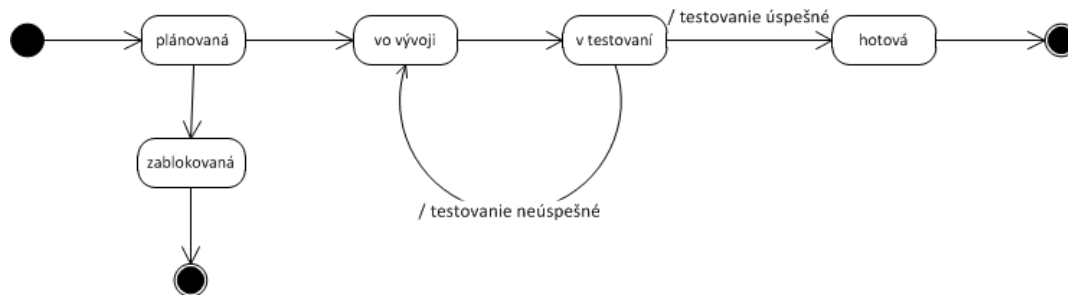 / testovanie úspešné
plánovaná
vo vývoji
v testovaní
hotová
zablokovaná
/ testovanie neúspešné